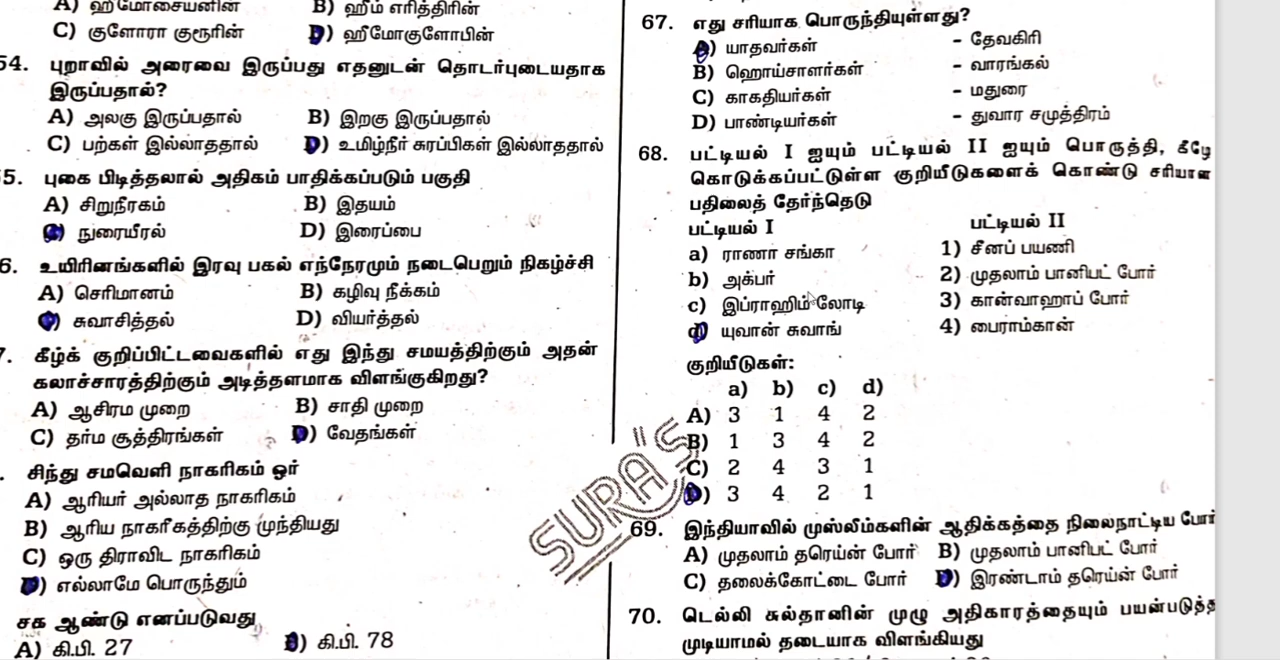 A) ஹீமோசையனின் B) ஹீம் எரித்திரின்
C) குளோரா குரூரின் D) ஹீமோகுளோபின்
54. புறாவில் அரைவை இருப்பது எதனுடன் தொடர்புடையதாக
இருப்பதால்?
A) அலகு இருப்பதால் B) இறகு இருப்பதால்
C) பற்கள் இல்லாததால் D) உமிழ்நீர் சுரப்பிகள் இல்லாததால்
5. புகை பிடித்தலால் அதிகம் பாதிக்கப்படும் பகுதி
A) சிறுநீரகம் B) இதயம்
C) நுரையீரல் D) இரைப்பை
6. உயிரினங்களில் இரவு பகல் எந்நேரமும் நடைபெறும் நிகழ்ச்சி
A) செரிமானம் B) கழிவு நீக்கம்
C) சுவாசித்தல் D) வியர்த்தல்
7. கீழ்க் குறிப்பிட்டவைகளில் எது இந்து சமயத்திற்கும் அதன்
கலாச்சாரத்திற்கும் அடித்தளமாக விளங்குகிறது?
A) ஆசிரம முறை B) சாதி முறை
C) தர்ம சூத்திரங்கள் D) வேதங்கள்
. சிந்து சமவெளி நாகரிகம் ஓர்
A) ஆரியர் அல்லாத நாகரிகம்
B) ஆரிய நாகரீகத்திற்கு முந்தியது
C) ஒரு திராவிட நாகரிகம்
D) எல்லாமே பொருந்தும்
சக ஆண்டு எனப்படுவது
A) கி.பி. 27 B) கி.பி. 78
67. எது சரியாக பொருந்தியுள்ளது?
A) யாதவர்கள் - தேவகிரி
B) ஹொய்சாளர்கள் - வாரங்கல்
C) காகதியர்கள் - மதுரை
D) பாண்டியர்கள் - துவார சமுத்திரம்
68. பட்டியல் I ஐயும் பட்டியல் II ஐயும் பொருத்தி, கீழே
கொடுக்கப்பட்டுள்ள குறியீடுகளைக் கொண்டு சரியான
பதிலைத் தேர்ந்தெடு
பட்டியல் I பட்டியல் II
a) ராணா சங்கா 1) சீனப் பயணி
b) அக்பர் 2) முதலாம் பானிபட் போர்
c) இப்ராஹிம் லோடி 3) கான்வாஹாப் போர்
d) யுவான் சுவாங் 4) பைராம்கான்
குறியீடுகள்:
a) b) c) d)
A) 3 1 4 2
B) 1 3 4 2
C) 2 4 3 1
D) 3 4 2 1
SURA'S
69. இந்தியாவில் முஸ்லீம்களின் ஆதிக்கத்தை நிலைநாட்டிய போர்
A) முதலாம் தரெய்ன் போர் B) முதலாம் பானிபட் போர்
C) தலைக்கோட்டை போர் D) இரண்டாம் தரெய்ன் போர்
70. டெல்லி சுல்தானின் முழு அதிகாரத்தையும் பயன்படுத்த
முடியாமல் தடையாக விளங்கியது